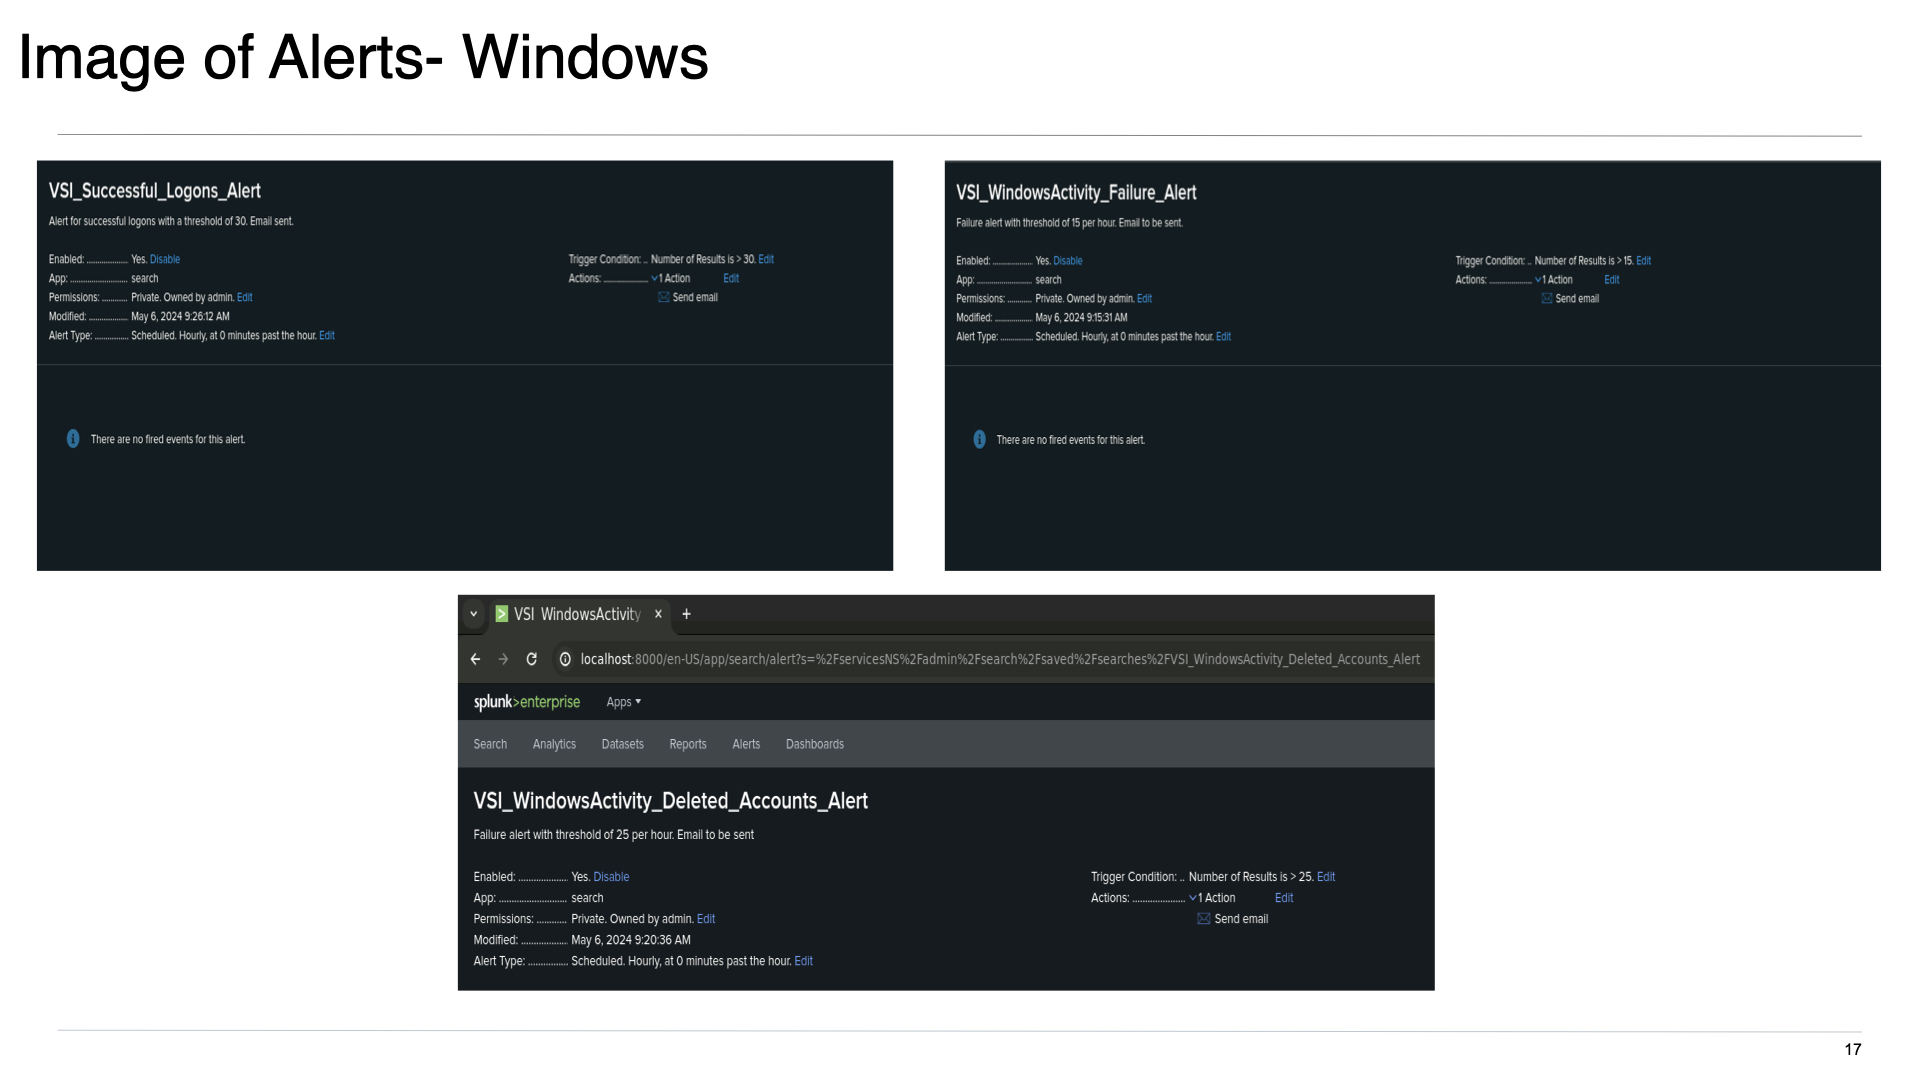 Image of Alerts- Windows
VSI_Successful_Logons_Alert
Alert for successful logons with a threshold of 30. Email sent.
Enabled: .................. Yes. Disable
App: ......................... search
Permissions: ........... Private. Owned by admin. Edit
Modified: ................. May 6, 2024 9:26:12 AM
Alert Type: ............... Scheduled. Hourly, at 0 minutes past the hour. Edit
Trigger Condition: .. Number of Results is > 30. Edit
Actions: .................... 1 Action Edit
Send email
There are no fired events for this alert.
VSI_WindowsActivity_Failure_Alert
Failure alert with threshold of 15 per hour. Email to be sent.
Enabled: .................. Yes. Disable
App: ......................... search
Permissions: ........... Private. Owned by admin. Edit
Modified: ................. May 6, 2024 9:15:31 AM
Alert Type: ............... Scheduled. Hourly, at 0 minutes past the hour. Edit
Trigger Condition: .. Number of Results is > 15. Edit
Actions: .................... 1 Action Edit
Send email
There are no fired events for this alert.
VSI WindowsActivity
localhost:8000/en-US/app/search/alert?s=%2FservicesNS%2Fadmin%2Fsearch%2Fsaved%2Fsearches%2FVSI_WindowsActivity_Deleted_Accounts_Alert
splunk>enterprise Apps
Search Analytics Datasets Reports Alerts Dashboards
VSI_WindowsActivity_Deleted_Accounts_Alert
Failure alert with threshold of 25 per hour. Email to be sent
Enabled: .................. Yes. Disable
App: ......................... search
Permissions: ........... Private. Owned by admin. Edit
Modified: ................. May 6, 2024 9:20:36 AM
Alert Type: ............... Scheduled. Hourly, at 0 minutes past the hour. Edit
Trigger Condition: .. Number of Results is > 25. Edit
Actions: .................... 1 Action Edit
Send email
17